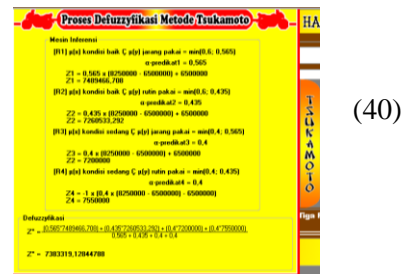 Proses Defuzzyfikasi Metode Tsukamoto
HA
Mesin Inferensi
[R1] µ(x) kondisi baik Ç µ(y) jarang pakai = min(0,6; 0,565)
α-predikat1 = 0,565
Z1 = 0,565 x (8250000 - 6500000) + 6500000
Z1 = 7489466,708
[R2] µ(x) kondisi baik Ç µ(y) rutin pakai = min(0,6; 0,435)
α-predikat2 = 0,435
Z2 = 0,435 x (8250000 - 6500000) + 6500000
Z2 = 7260533,292
[R3] µ(x) kondisi sedang Ç µ(y) jarang pakai = min(0,4; 0,565)
α-predikat3 = 0,4
Z3 = 0,4 x (8250000 - 6500000) + 6500000
Z2 = 7200000
[R4] µ(x) kondisi sedang Ç µ(y) rutin pakai = min(0,4; 0,435)
α-predikat4 = 0,4
Z4 = -1 x (0,4 x (8250000 - 6500000) - 6500000)
Z4 = 7550000
TSUKAMOTO
(40)
Tiga
Defuzzyfikasi
Z* = (0,565*7489466,708) + (0,435*7260533,292) + (0,4*7200000) + (0,4*7550000)
0,565 + 0,435 + 0,4 + 0,4
Z* = 7383319,12844788